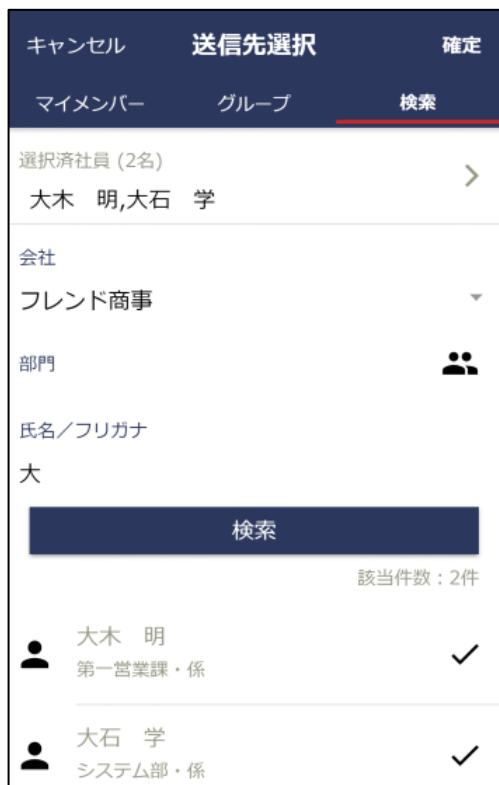 キャンセル 送信先選択 確定
マイメンバー グループ 検索
選択済社員 (2名)
大木　明,大石　学
会社
フレンド商事
部門
氏名／フリガナ
大
検索
該当件数：2件
大木　明
第一営業課・係
大石　学
システム部・係